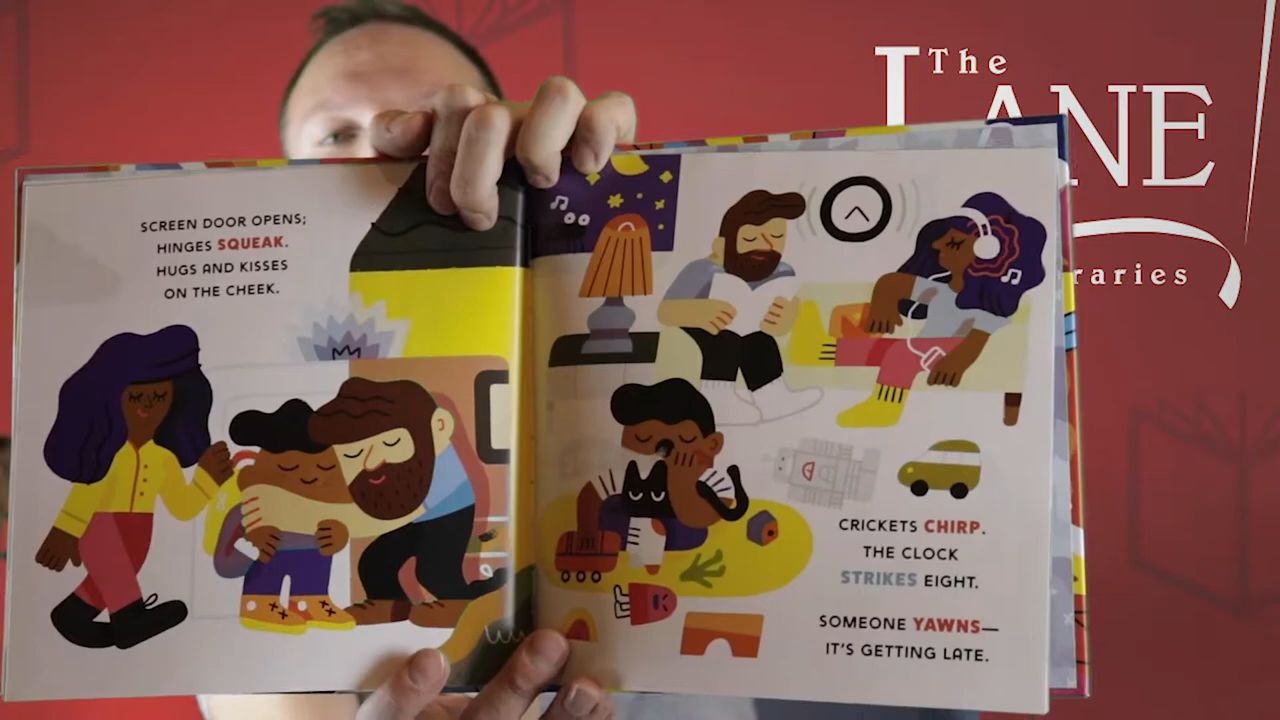 The
LANE
raries
SCREEN DOOR OPENS;
HINGES SQUEAK.
HUGS AND KISSES
ON THE CHEEK.
CRICKETS CHIRP.
THE CLOCK
STRIKES EIGHT.
SOMEONE YAWNS—
IT'S GETTING LATE.